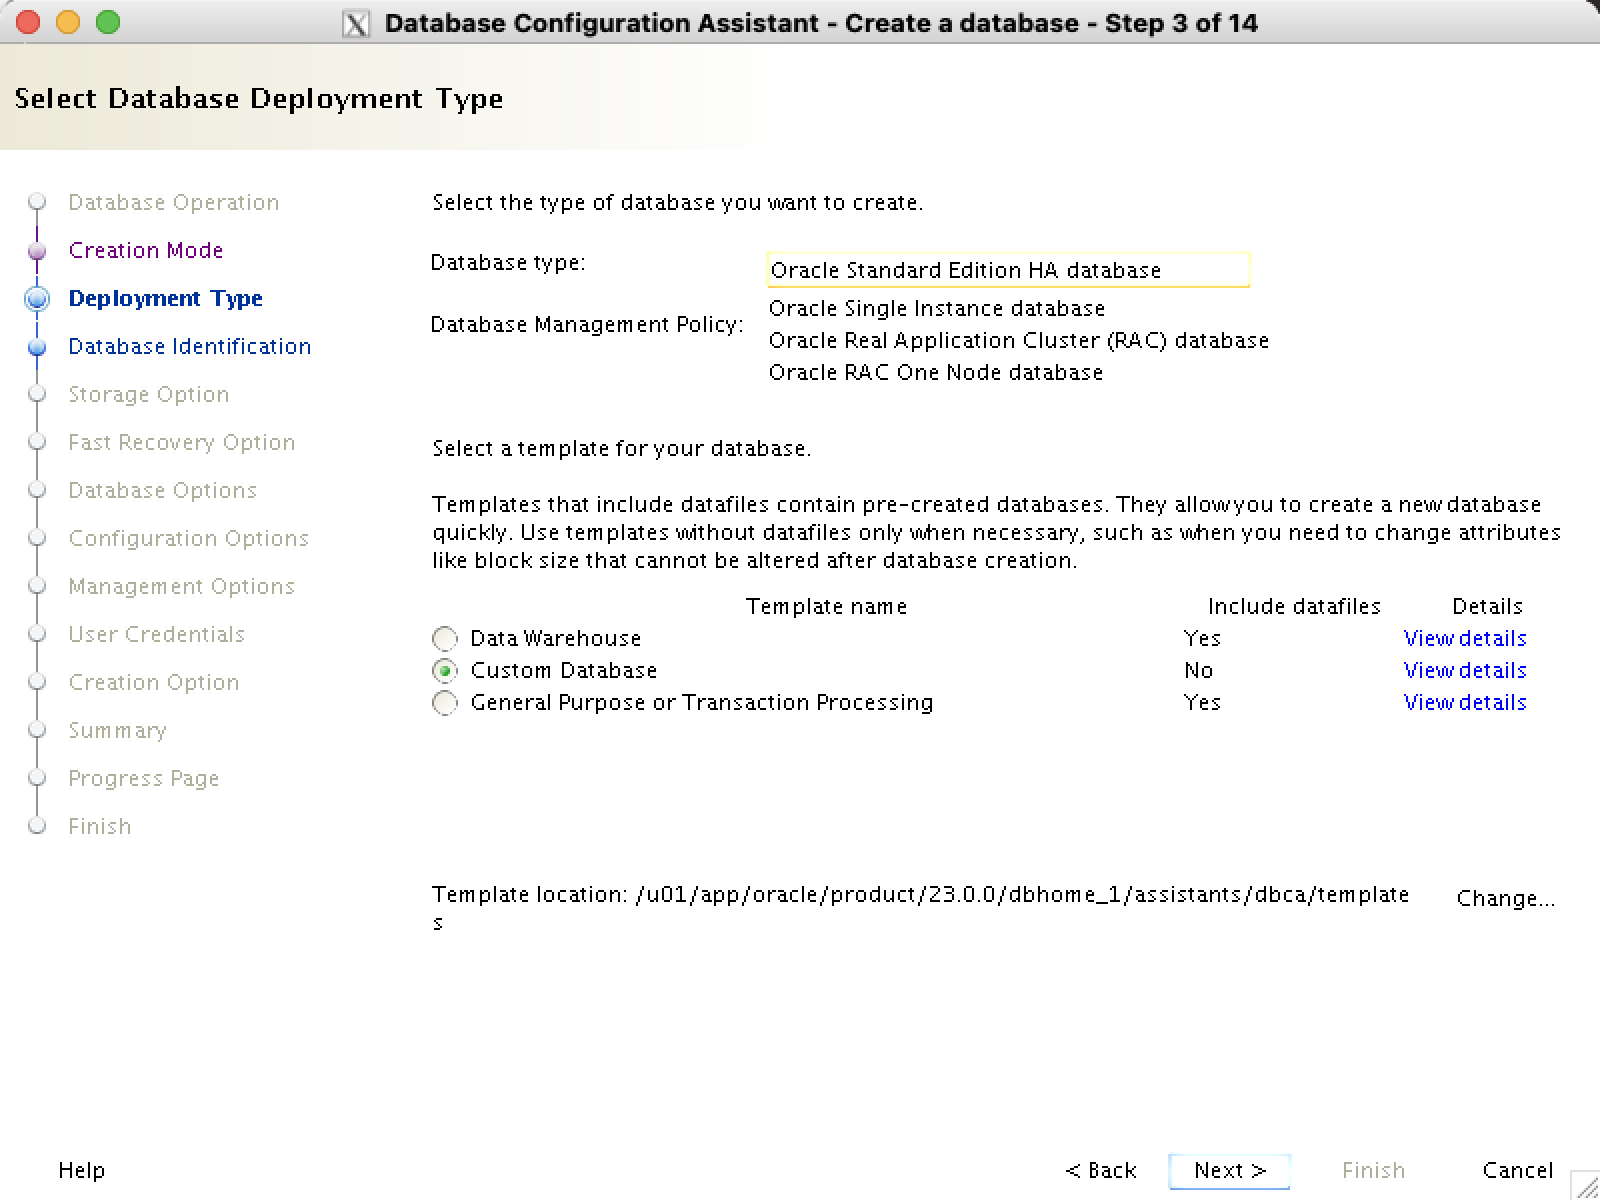 Database Configuration Assistant - Create a database - Step 3 of 14
Select Database Deployment Type
Database Operation
Creation Mode
Deployment Type
Database Identification
Storage Option
Fast Recovery Option
Database Options
Configuration Options
Management Options
User Credentials
Creation Option
Summary
Progress Page
Finish
Select the type of database you want to create.
Database type:
Oracle Standard Edition HA database
Oracle Single Instance database
Database Management Policy:
Oracle Real Application Cluster (RAC) database
Oracle RAC One Node database
Select a template for your database.
Templates that include datafiles contain pre-created databases. They allow you to create a new database
quickly. Use templates without datafiles only when necessary, such as when you need to change attributes
like block size that cannot be altered after database creation.
Template name Include datafiles Details
Data Warehouse Yes View details
Custom Database No View details
General Purpose or Transaction Processing Yes View details
Template location: /u01/app/oracle/product/23.0.0/dbhome_1/assistants/dbca/template
s
Change...
Help
< Back Next > Finish Cancel